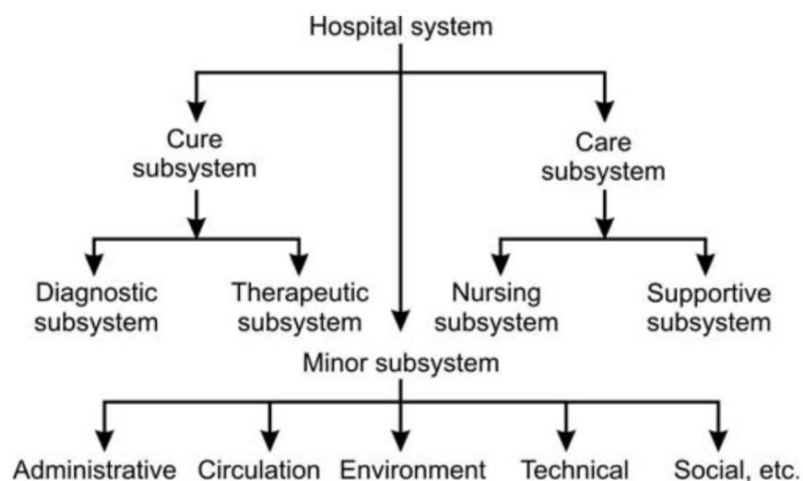 Hospital system
Cure
subsystem
Care
subsystem
Diagnostic
subsystem
Therapeutic
subsystem
Nursing
subsystem
Supportive
subsystem
Minor subsystem
Administrative
Circulation
Environment
Technical
Social, etc.